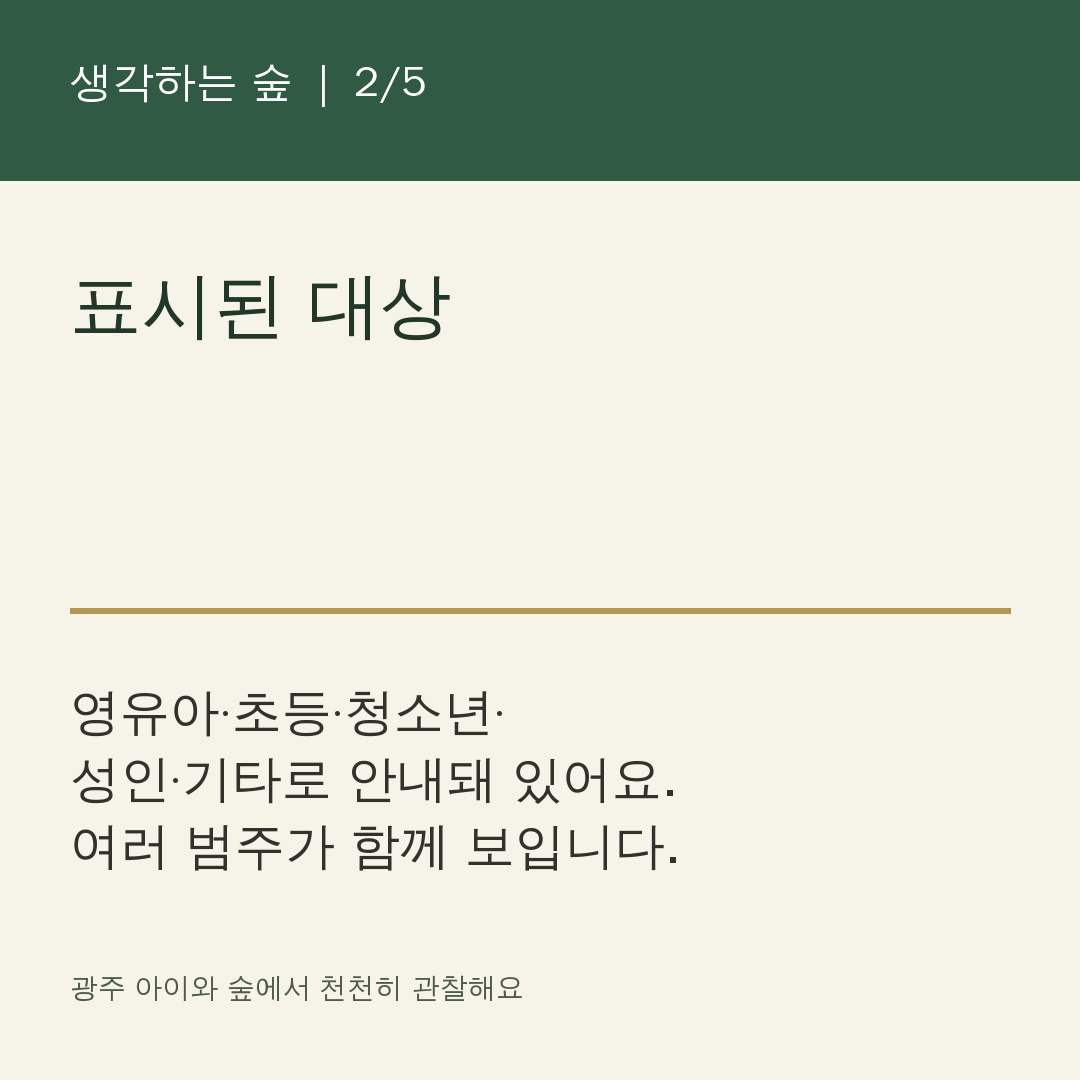 생각하는 숲 | 2/5
표시된 대상
영유아·초등·청소년·
성인·기타로 안내돼 있어요.
여러 범주가 함께 보입니다.
광주 아이와 숲에서 천천히 관찰해요